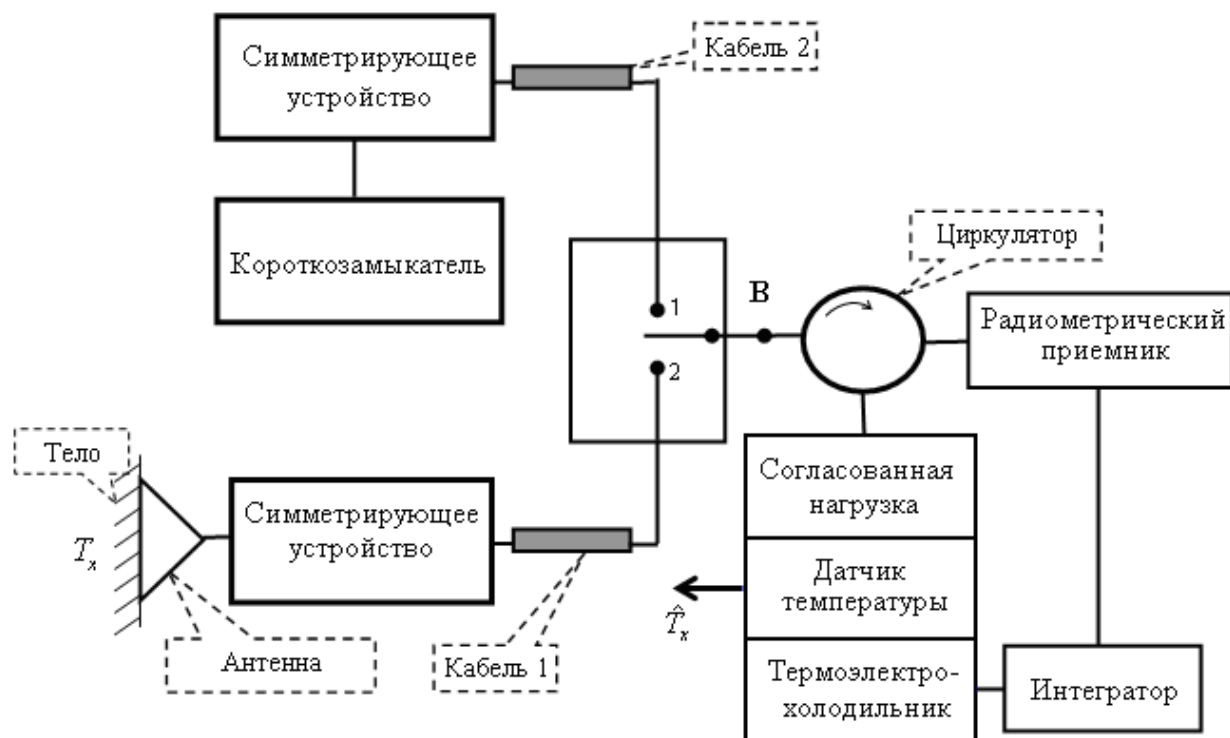 Симметрирующее
устройство
Кабель 2
Короткозамыкатель
Циркулятор
1
В
Радиометрический
приемник
2
Тело
T_x
Симметрирующее
устройство
Согласованная
нагрузка
Датчик
температуры
T̂_x
Антенна
Кабель 1
Термоэлектро-
холодильник
Интегратор